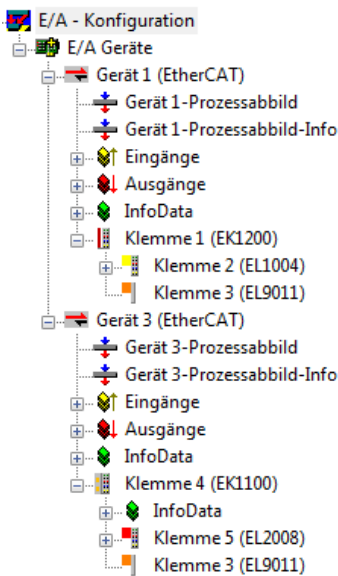 E/A - Konfiguration
E/A Geräte
Gerät 1 (EtherCAT)
Gerät 1-Prozessabbild
Gerät 1-Prozessabbild-Info
Eingänge
Ausgänge
InfoData
Klemme 1 (EK1200)
Klemme 2 (EL1004)
Klemme 3 (EL9011)
Gerät 3 (EtherCAT)
Gerät 3-Prozessabbild
Gerät 3-Prozessabbild-Info
Eingänge
Ausgänge
InfoData
Klemme 4 (EK1100)
InfoData
Klemme 5 (EL2008)
Klemme 3 (EL9011)